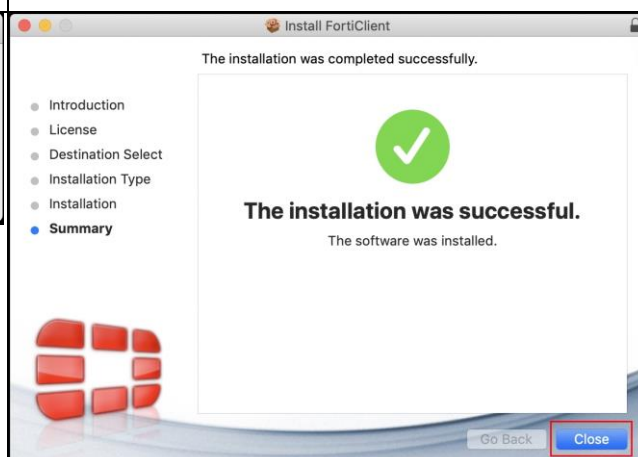 Install FortiClient
The installation was completed successfully.
Introduction
License
Destination Select
Installation Type
Installation
Summary
The installation was successful.
The software was installed.
Go Back
Close